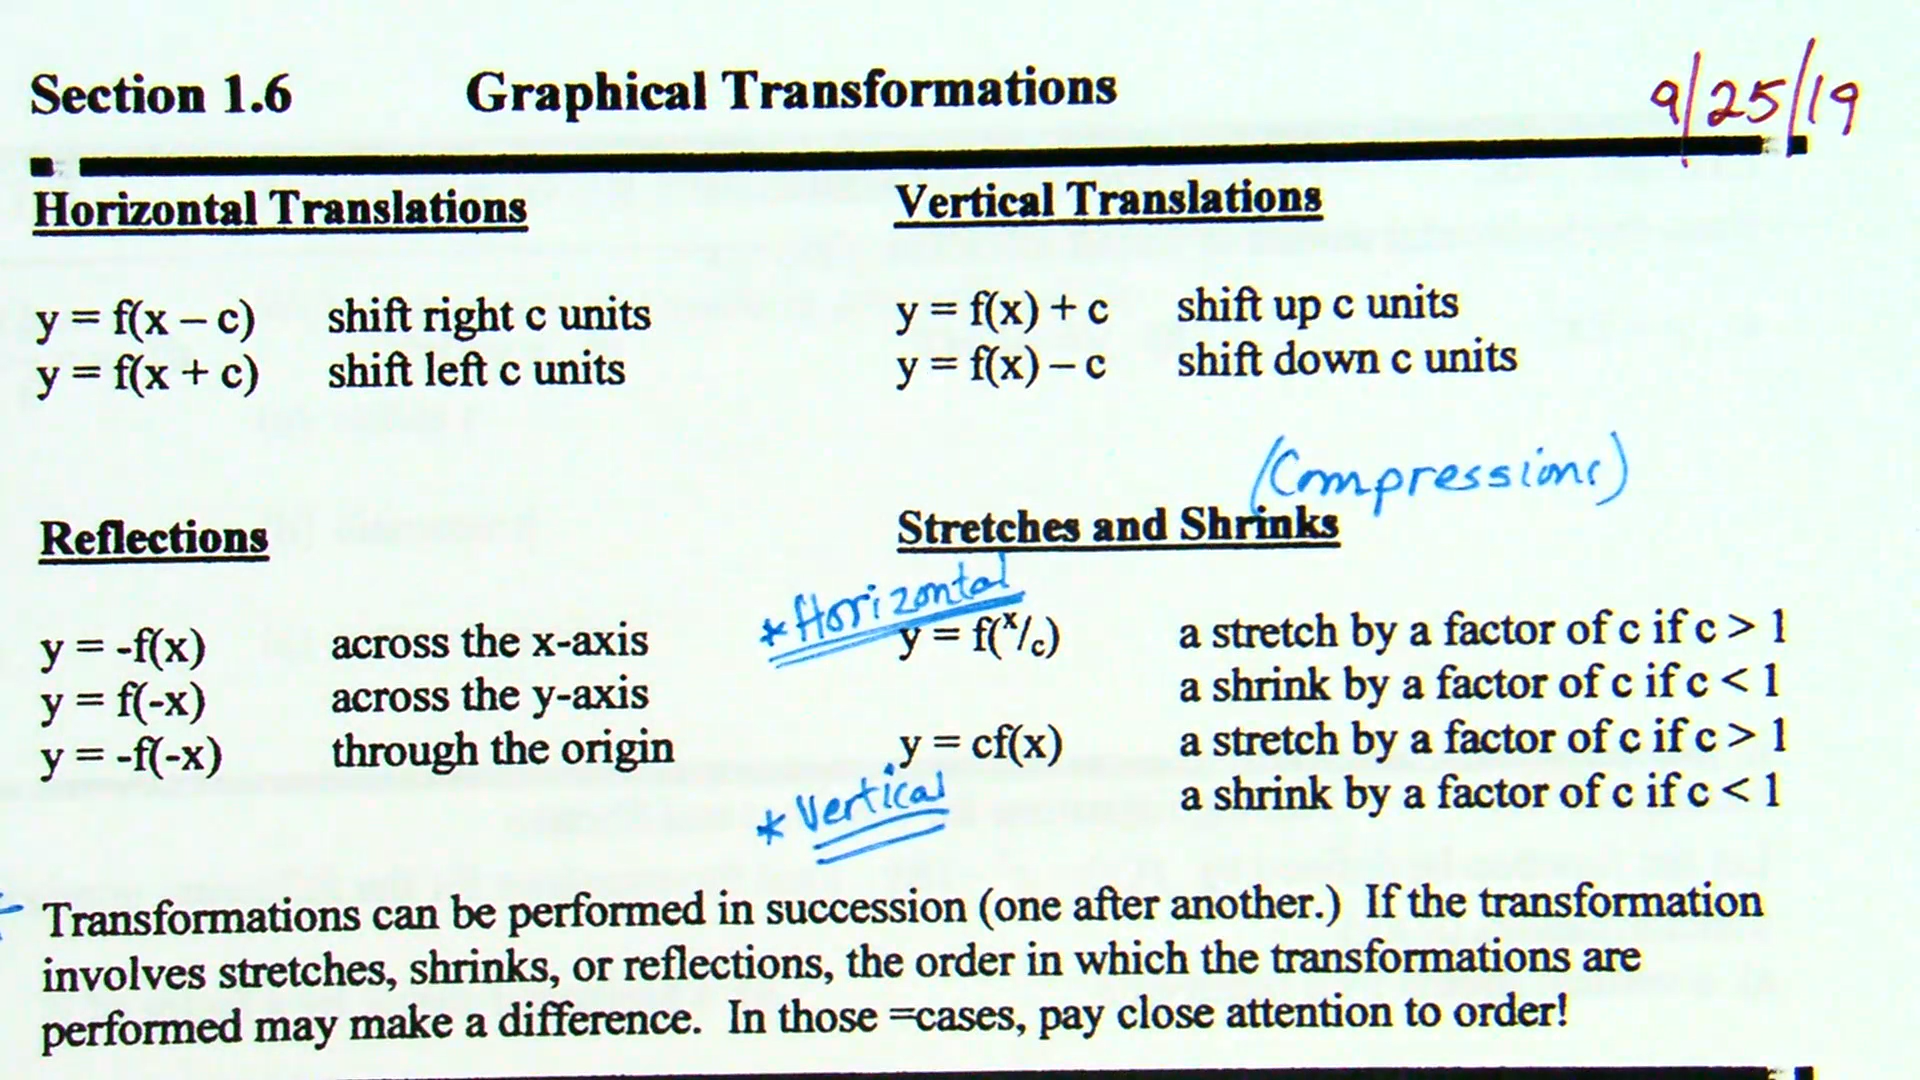 Section 1.6 Graphical Transformations 9/25/19
Horizontal Translations
y = f(x – c) shift right c units
y = f(x + c) shift left c units
Vertical Translations
y = f(x) + c shift up c units
y = f(x) – c shift down c units
Reflections
y = -f(x) across the x-axis
y = f(-x) across the y-axis
y = -f(-x) through the origin
(Compressions)
Stretches and Shrinks
* Horizontal
y = f(x/c) a stretch by a factor of c if c > 1
a shrink by a factor of c if c < 1
y = cf(x) a stretch by a factor of c if c > 1
* Vertical
a shrink by a factor of c if c < 1
Transformations can be performed in succession (one after another.) If the transformation
involves stretches, shrinks, or reflections, the order in which the transformations are
performed may make a difference. In those =cases, pay close attention to order!